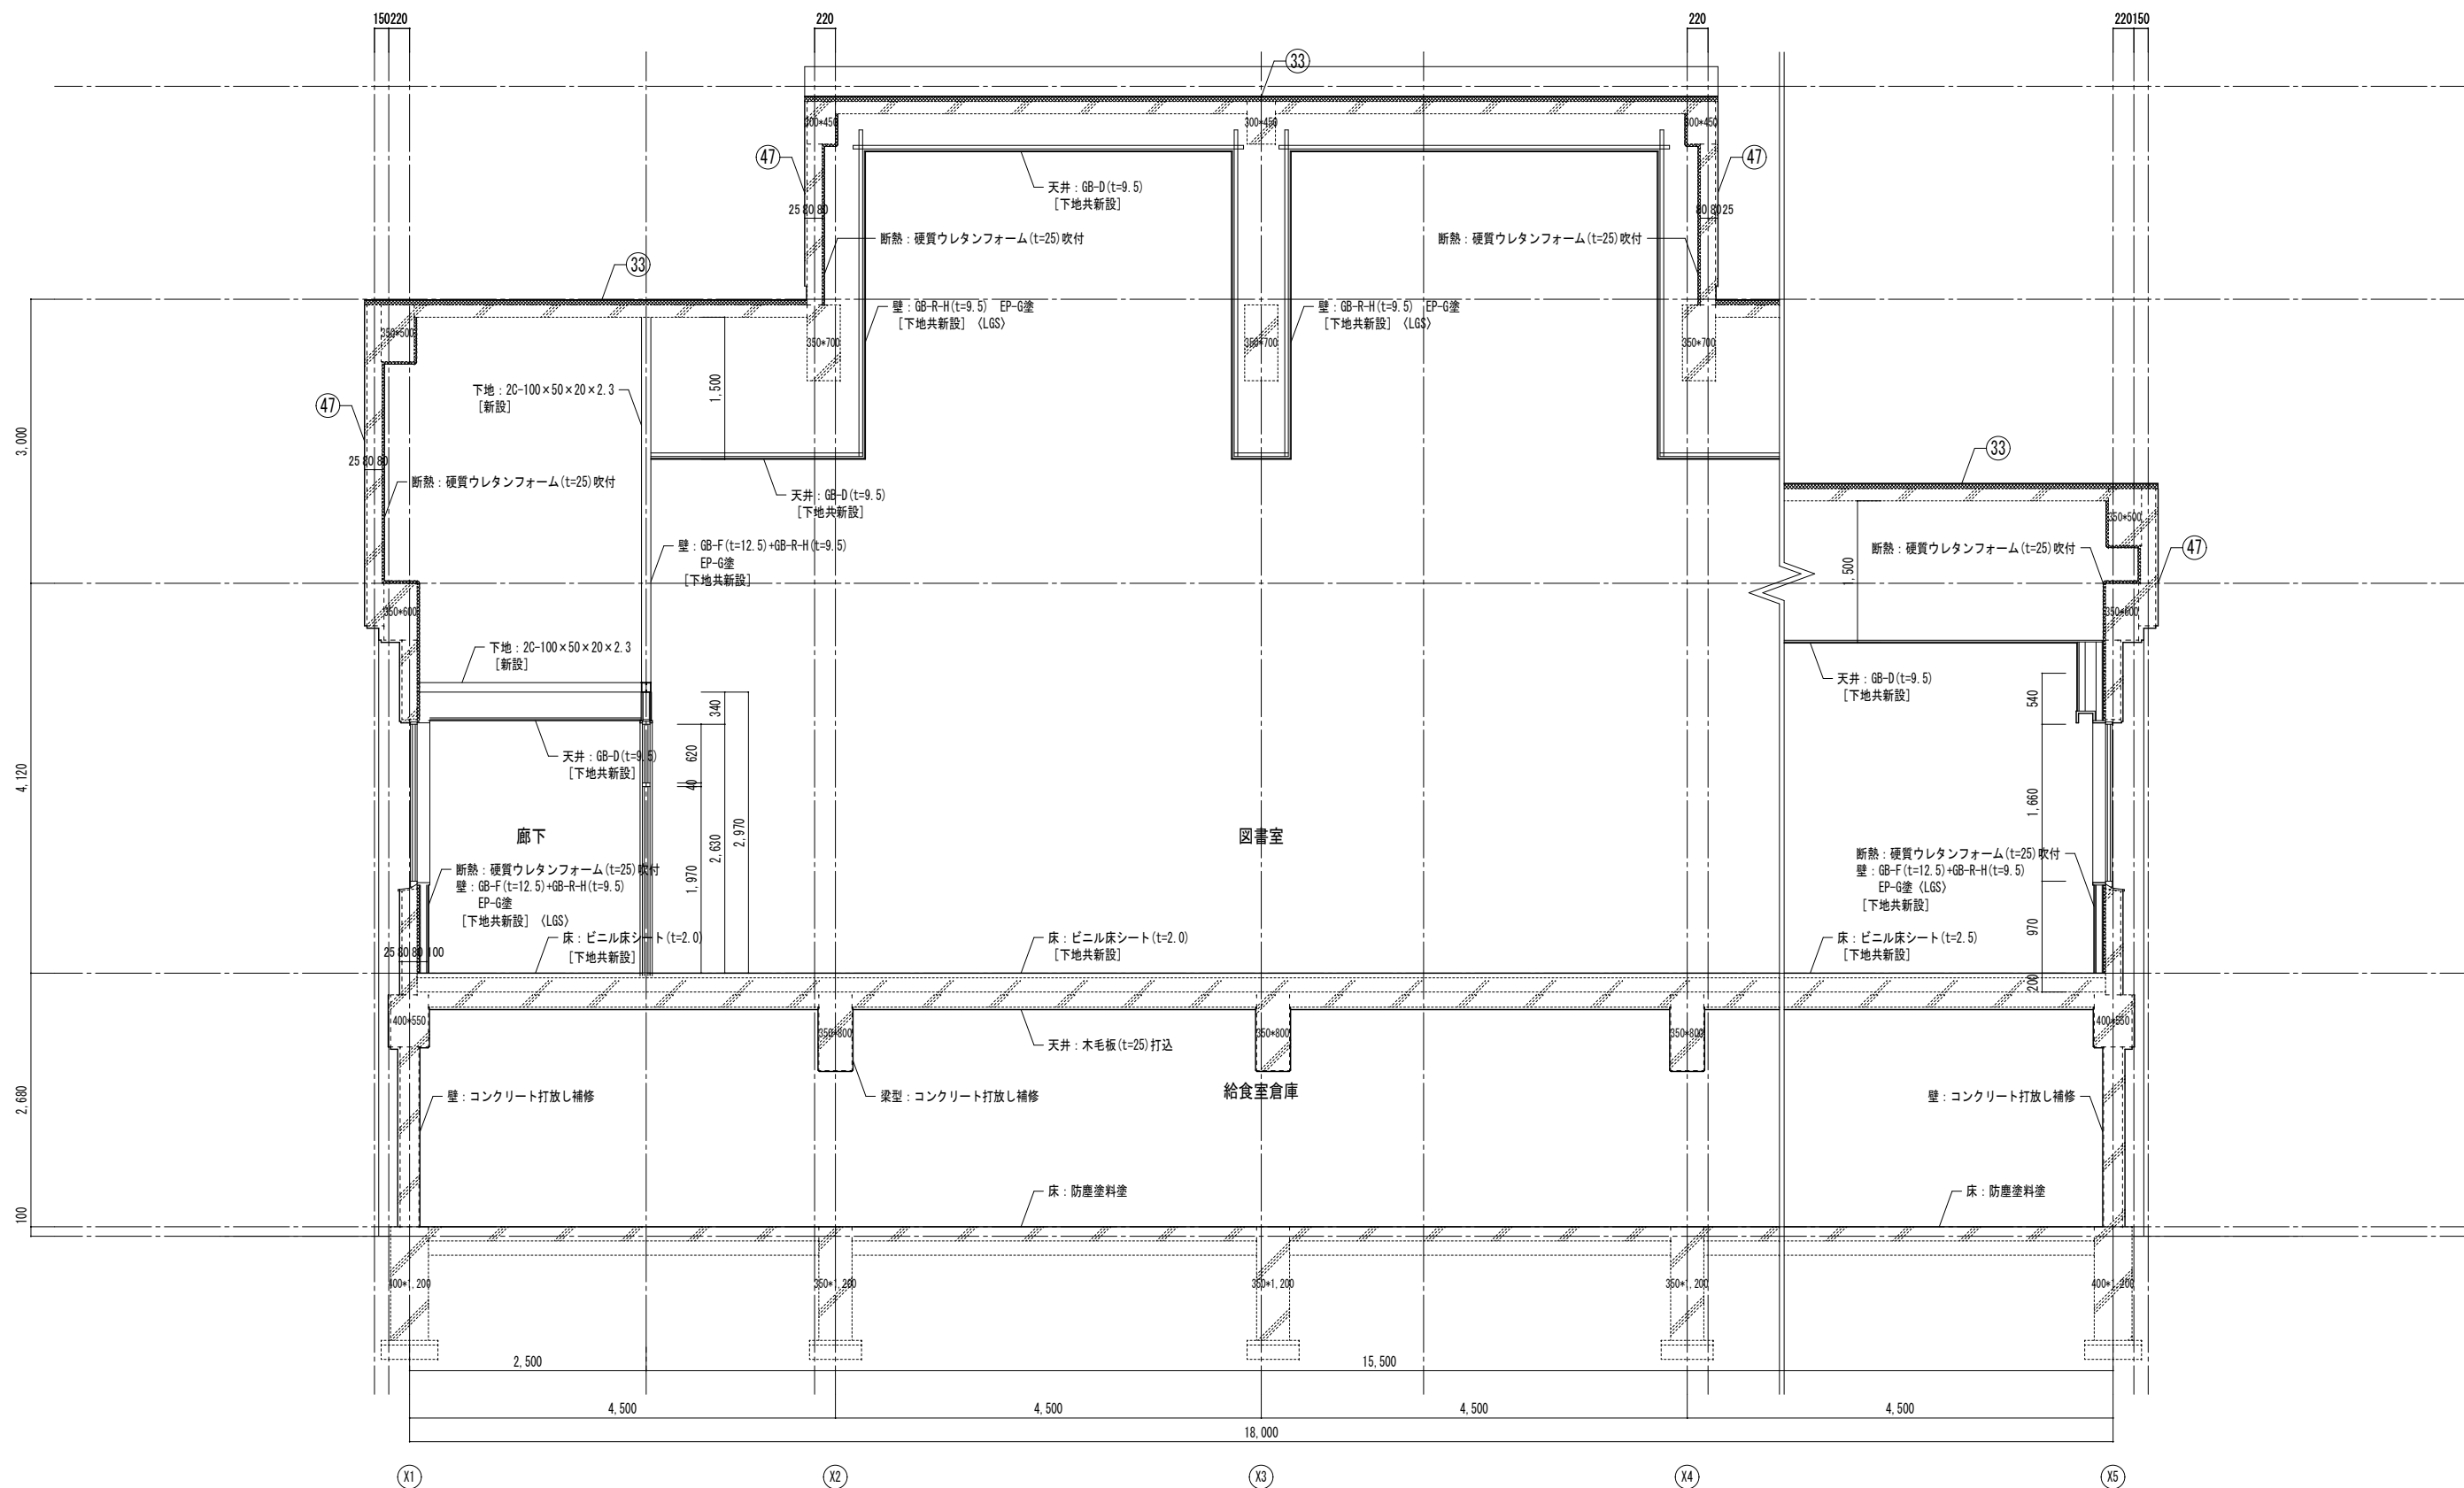 150220
220
220
220150
33
300*450
300*450
300*450
47
47
天井：GB-D(t=9.5)
[下地共新設]
25 80 80
80 80 25
断熱：硬質ウレタンフォーム(t=25)吹付
断熱：硬質ウレタンフォーム(t=25)吹付
33
壁：GB-R-H(t=9.5) EP-G塗
[下地共新設] 〈LGS〉
壁：GB-R-H(t=9.5) EP-G塗
[下地共新設] 〈LGS〉
350*500
350*700
350*700
350*700
下地：2C-100×50×20×2.3
[新設]
1,500
47
3,000
25 80 80
断熱：硬質ウレタンフォーム(t=25)吹付
天井：GB-D(t=9.5)
[下地共新設]
33
350*500
壁：GB-F(t=12.5)+GB-R-H(t=9.5)
EP-G塗
[下地共新設]
断熱：硬質ウレタンフォーム(t=25)吹付
47
1,500
350*600
350*600
下地：2C-100×50×20×2.3
[新設]
天井：GB-D(t=9.5)
[下地共新設]
340
540
天井：GB-D(t=9.5)
[下地共新設]
620
40
4,120
1,660
廊下
図書室
2,970
2,630
1,970
断熱：硬質ウレタンフォーム(t=25)吹付
壁：GB-F(t=12.5)+GB-R-H(t=9.5)
EP-G塗
[下地共新設] 〈LGS〉
断熱：硬質ウレタンフォーム(t=25)吹付
壁：GB-F(t=12.5)+GB-R-H(t=9.5)
EP-G塗 〈LGS〉
[下地共新設]
970
25 80 80 100
床：ビニル床シート(t=2.0)
[下地共新設]
床：ビニル床シート(t=2.0)
[下地共新設]
床：ビニル床シート(t=2.5)
[下地共新設]
200
400*550
350*800
350*800
350*800
400*550
天井：木毛板(t=25)打込
給食室倉庫
2,680
壁：コンクリート打放し補修
梁型：コンクリート打放し補修
壁：コンクリート打放し補修
床：防塵塗料塗
床：防塵塗料塗
100
400*1,200
350*1,200
350*1,200
350*1,200
400*1,200
2,500
15,500
4,500
4,500
4,500
4,500
18,000
X1
X2
X3
X4
X5